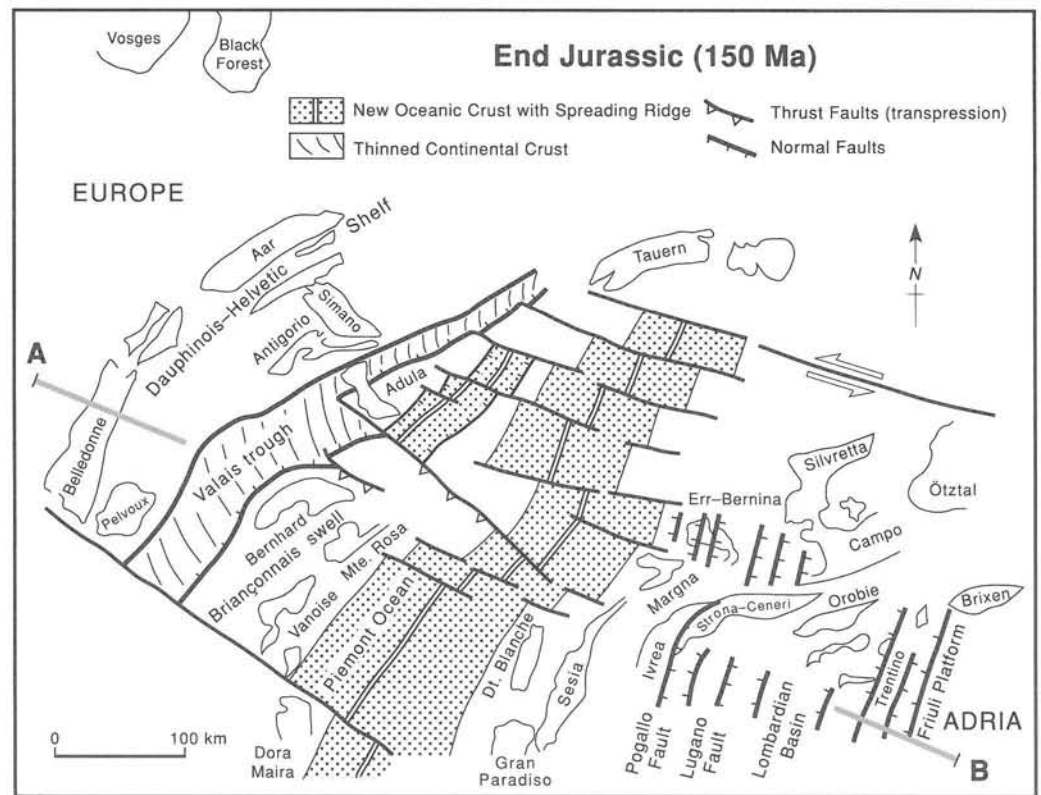 Vosges
Black
Forest
End Jurassic (150 Ma)
New Oceanic Crust with Spreading Ridge
Thrust Faults (transpression)
Thinned Continental Crust
Normal Faults
EUROPE
Shelf
Aar
Dauphinois–Helvetic
Simano
Antigorio
Tauern
N
A
Adula
Belledonne
Valais trough
Pelvoux
Silvretta
Ötztal
Err–Bernina
Campo
Bernhard
Briançonnais swell
Mte. Rosa
Vanoise
Margna
Piemont Ocean
Dt. Blanche
Sesia
Ivrea
Strona–Ceneri
Orobie
Brixen
Trentino
Friuli Platform
ADRIA
Pogallo
Fault
Lugano
Fault
Lombardian
Basin
0
100 km
Dora
Maira
Gran
Paradiso
B